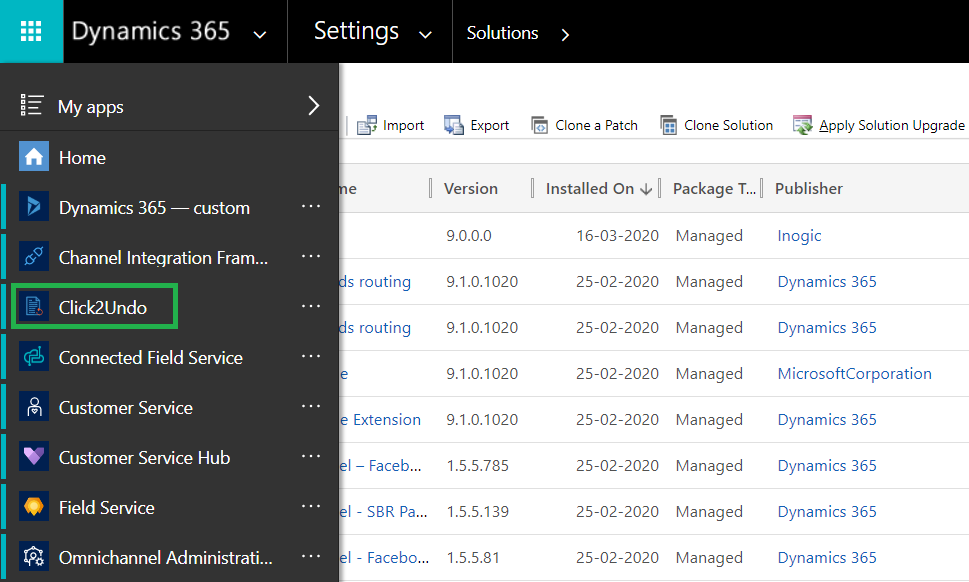 Dynamics 365 Settings Solutions
My apps
Import Export Clone a Patch Clone Solution Apply Solution Upgrade
Home
me Version Installed On Package T... Publisher
Dynamics 365 — custom ...
9.0.0.0 16-03-2020 Managed Inogic
Channel Integration Fram... ...
ds routing 9.1.0.1020 25-02-2020 Managed Dynamics 365
Click2Undo ...
ds routing 9.1.0.1020 25-02-2020 Managed Dynamics 365
Connected Field Service ...
e 9.1.0.1020 25-02-2020 Managed MicrosoftCorporation
Customer Service ...
e Extension 9.1.0.1020 25-02-2020 Managed Dynamics 365
Customer Service Hub ...
el – Faceb... 1.5.5.785 25-02-2020 Managed Dynamics 365
Field Service ...
el - SBR Pa... 1.5.5.139 25-02-2020 Managed Dynamics 365
Omnichannel Administrati... ...
el - Facebo... 1.5.5.81 25-02-2020 Managed Dynamics 365